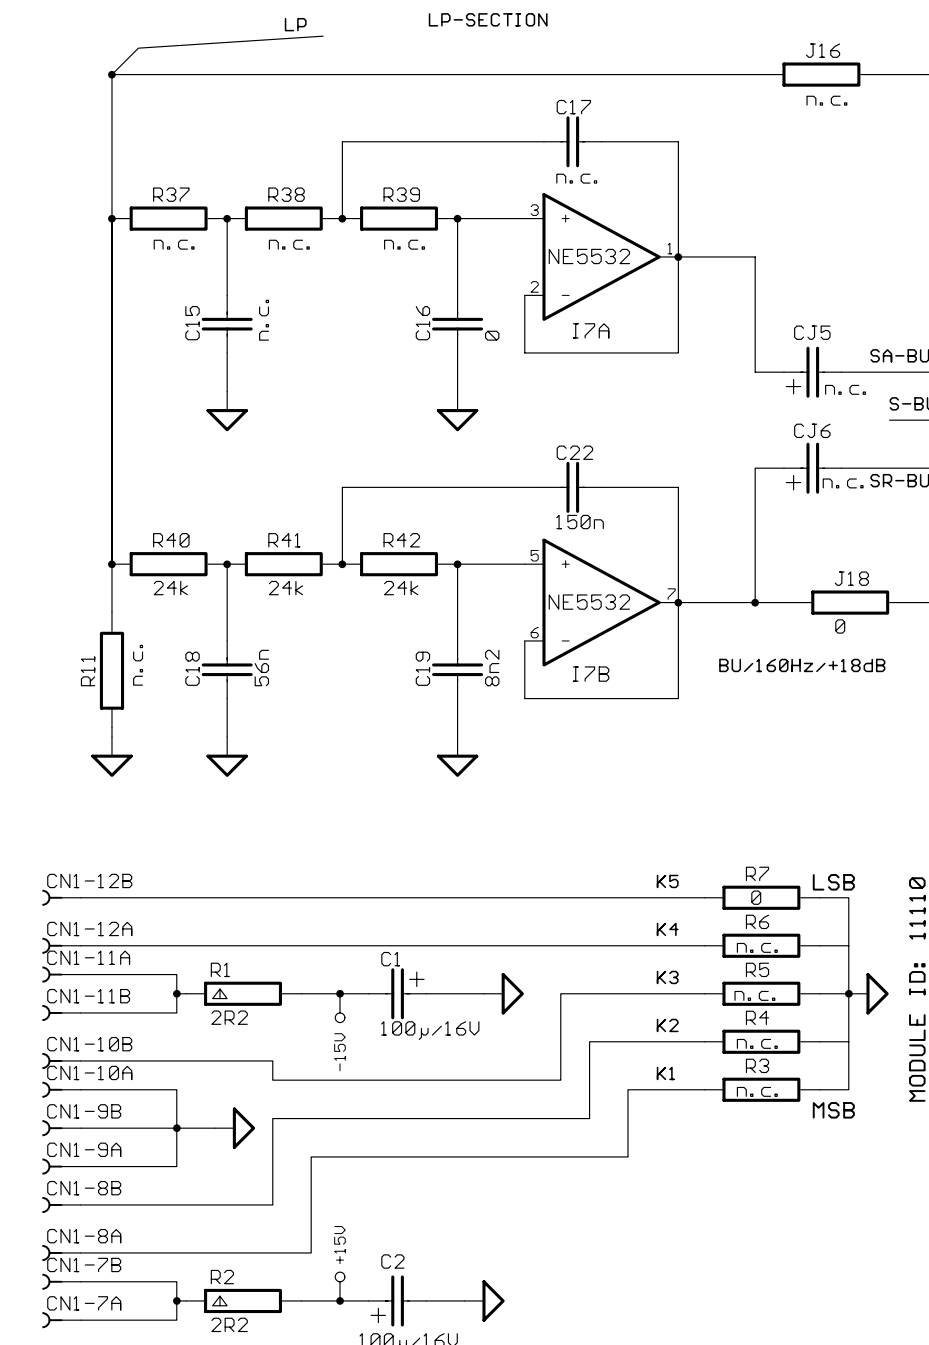 LP
LP-SECTION
J16
n.c.
C17
n.c.
R37
R38
R39
n.c.
n.c.
n.c.
3
+
NE5532
1
2
-
I7A
C15
n.c.
C16
0
CJ5
+
n.c.
SA-BU
S-BU
CJ6
+
n.c.
SR-BU
C22
150n
R40
R41
R42
24k
24k
24k
5
+
NE5532
7
6
-
I7B
J18
0
BU/160Hz/+18dB
R11
n.c.
C18
56n
C19
8n2
CN1-12B
K5
R7
0
LSB
CN1-12A
K4
R6
n.c.
CN1-11A
R1
C1
+
K3
R5
n.c.
CN1-11B
2R2
-15V
100µ/16V
K2
R4
n.c.
CN1-10B
CN1-10A
K1
R3
n.c.
MSB
MODULE ID: 11110
CN1-9B
CN1-9A
CN1-8B
CN1-8A
CN1-7B
R2
+15V
C2
CN1-7A
2R2
+
100µ/16V